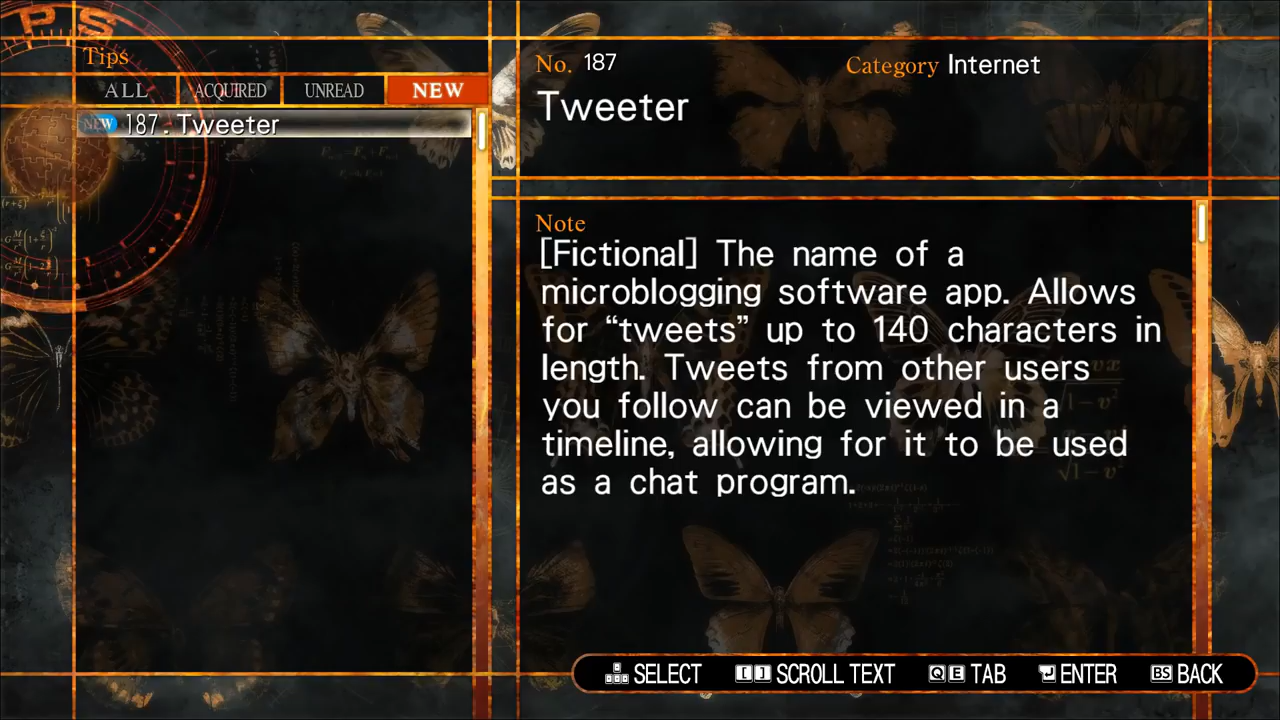 TIPS
Tips
ALL
ACQUIRED
UNREAD
NEW
NEW 187. Tweeter
No. 187
Category Internet
Tweeter
Note
[Fictional] The name of a
microblogging software app. Allows
for “tweets” up to 140 characters in
length. Tweets from other users
you follow can be viewed in a
timeline, allowing for it to be used
as a chat program.
SELECT
[ ] SCROLL TEXT
Q E TAB
ENTER
BS BACK